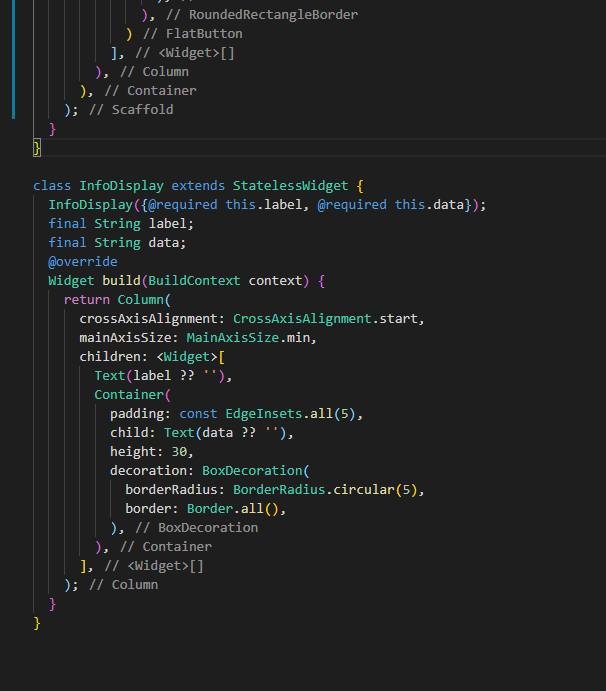 ), // RoundedRectangleBorder
) // FlatButton
], // <Widget>[]
), // Column
), // Container
); // Scaffold
}
}
class InfoDisplay extends StatelessWidget {
InfoDisplay({@required this.label, @required this.data});
final String label;
final String data;
@override
Widget build(BuildContext context) {
return Column(
crossAxisAlignment: CrossAxisAlignment.start,
mainAxisSize: MainAxisSize.min,
children: <Widget>[
Text(label ?? ''),
Container(
padding: const EdgeInsets.all(5),
child: Text(data ?? ''),
height: 30,
decoration: BoxDecoration(
borderRadius: BorderRadius.circular(5),
border: Border.all(),
), // BoxDecoration
), // Container
], // <Widget>[]
); // Column
}
}